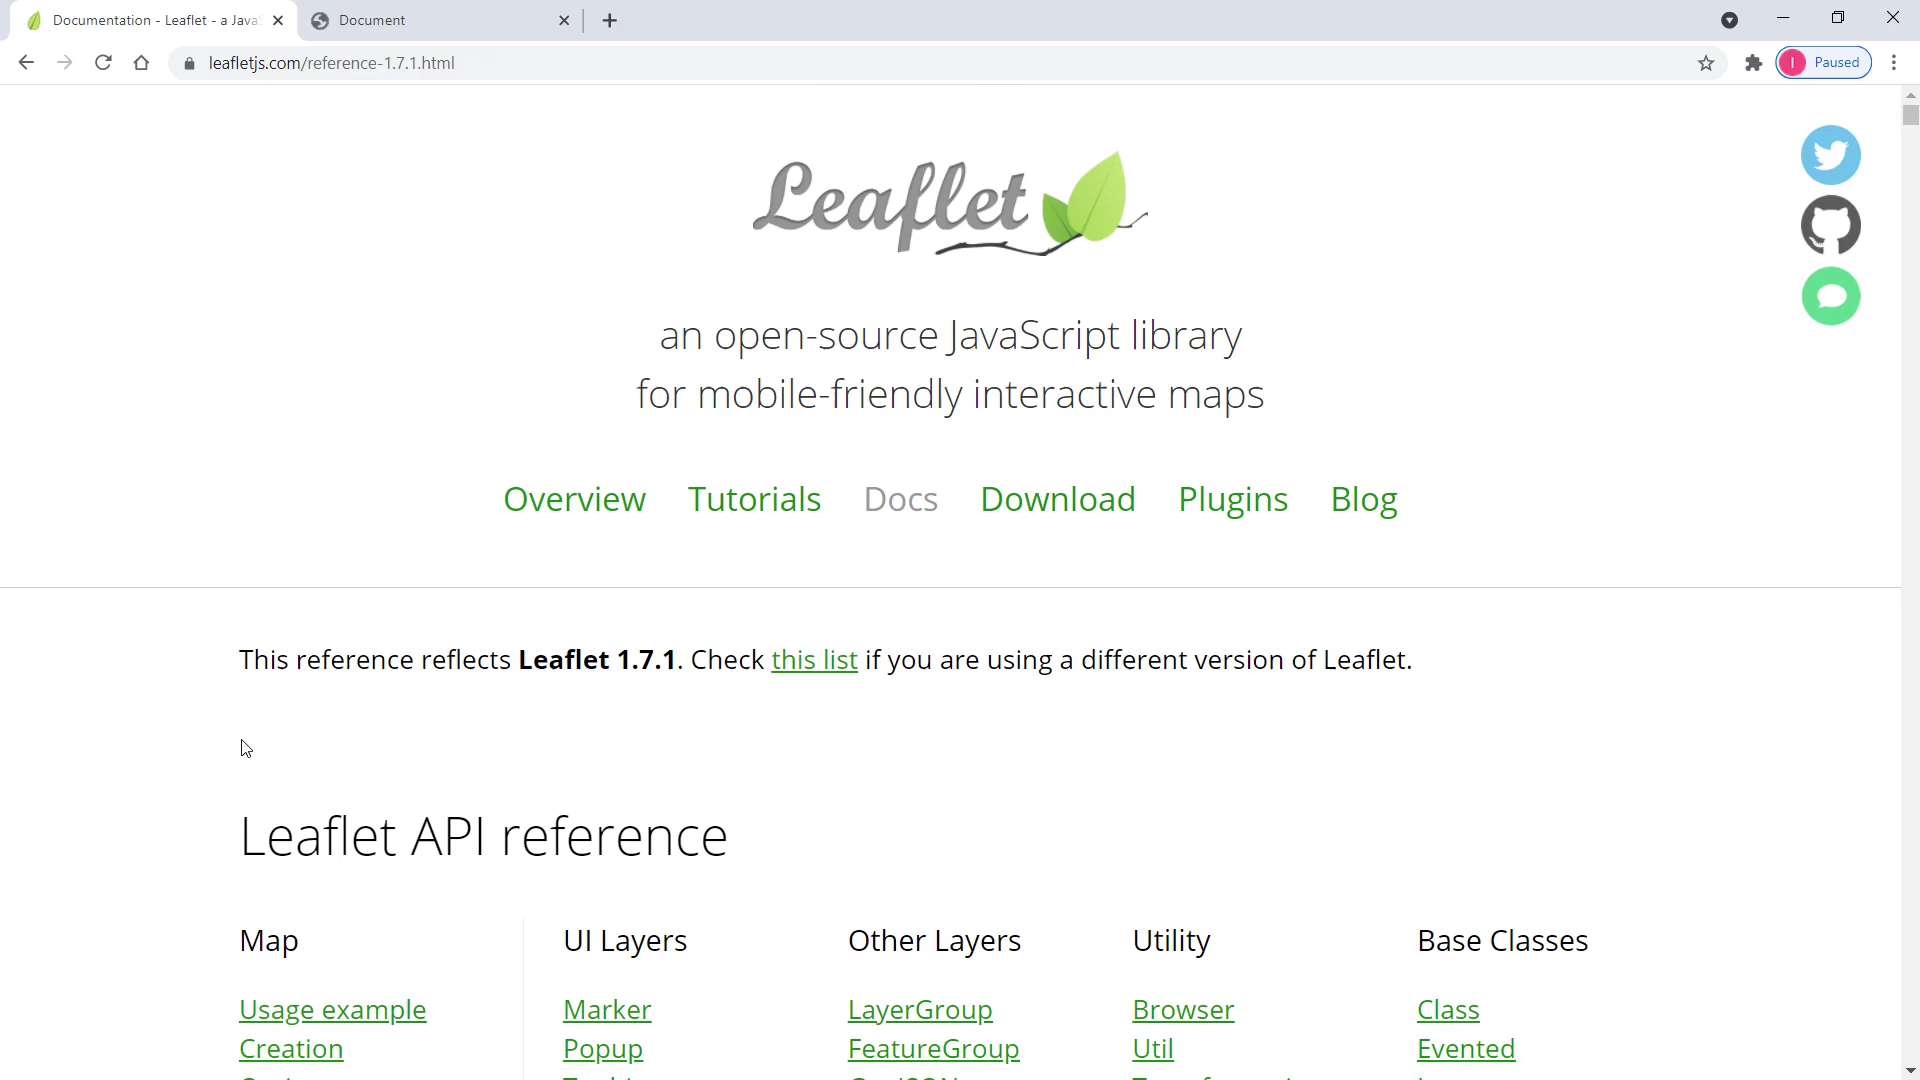 Documentation - Leaflet - a Java
Document
leafletjs.com/reference-1.7.1.html
I
Paused
Leaflet
an open-source JavaScript library
for mobile-friendly interactive maps
Overview Tutorials Docs Download Plugins Blog
This reference reflects Leaflet 1.7.1. Check this list if you are using a different version of Leaflet.
Leaflet API reference
Map UI Layers Other Layers Utility Base Classes
Usage example Marker LayerGroup Browser Class
Creation Popup FeatureGroup Util Evented